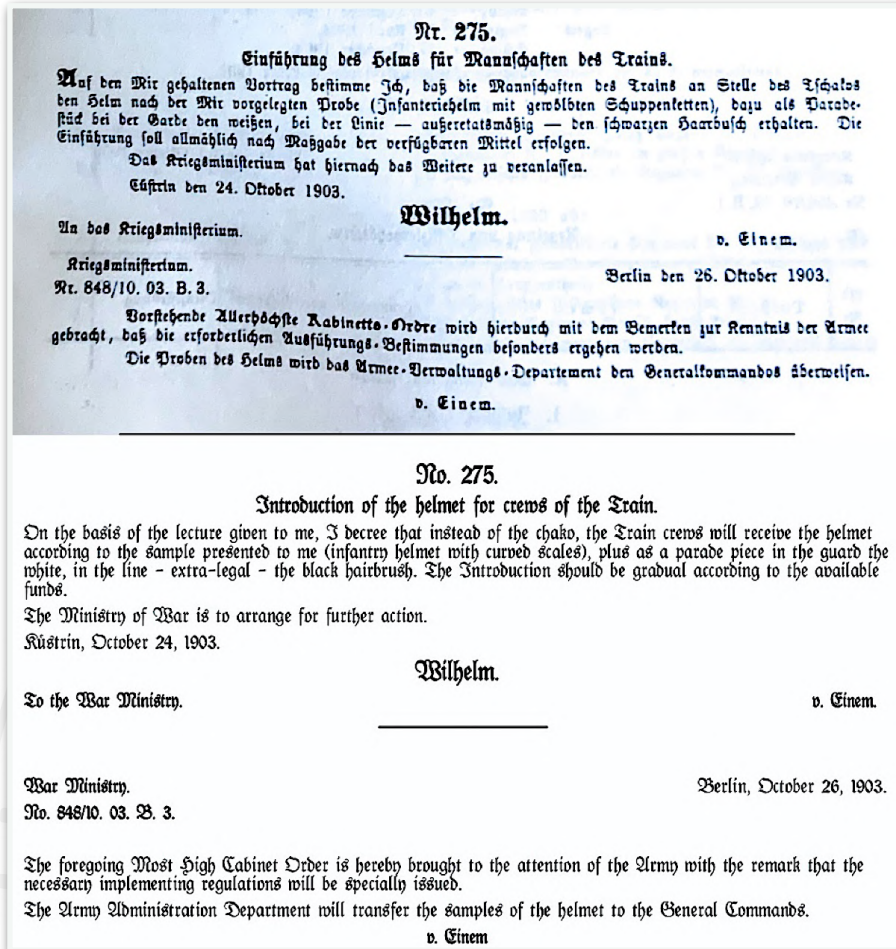 Nr. 275.
Einführung des Helms für Mannschaften des Trains.
Auf den Mir gehaltenen Vortrag bestimme Ich, daß die Mannschaften des Trains an Stelle des Tschakos
den Helm nach der Mir vorgelegten Probe (Infanteriehelm mit gewölbten Schuppenketten), dazu als Parade-
stück bei der Garde den weißen, bei der Linie — außeretatsmäßig — den schwarzen Haarbusch erhalten. Die
Einführung soll allmählich nach Maßgabe der verfügbaren Mittel erfolgen.
Das Kriegsministerium hat hiernach das Weitere zu veranlassen.
Cüstrin den 24. Oktober 1903.
Wilhelm.
An das Kriegsministerium.
v. Einem.
Kriegsministerium.
Berlin den 26. Oktober 1903.
Nr. 848/10. 03. B. 3.
Vorstehende Allerhöchste Kabinetts-Ordre wird hierdurch mit dem Bemerken zur Kenntnis der Armee
gebracht, daß die erforderlichen Ausführungs-Bestimmungen besonders ergehen werden.
Die Proben des Helms wird das Armee-Verwaltungs-Departement den Generalkommandos überweisen.
v. Einem.
No. 275.
Introduction of the helmet for crews of the Train.
On the basis of the lecture given to me, I decree that instead of the chako, the Train crews will receive the helmet
according to the sample presented to me (infantry helmet with curved scales), plus as a parade piece in the guard the
white, in the line - extra-legal - the black hairbrush. The Introduction should be gradual according to the available
funds.
The Ministry of War is to arrange for further action.
Küstrin, October 24, 1903.
Wilhelm.
To the War Ministry.
v. Einem.
War Ministry.
Berlin, October 26, 1903.
No. 848/10. 03. B. 3.
The foregoing Most High Cabinet Order is hereby brought to the attention of the Army with the remark that the
necessary implementing regulations will be specially issued.
The Army Administration Department will transfer the samples of the helmet to the General Commands.
v. Einem